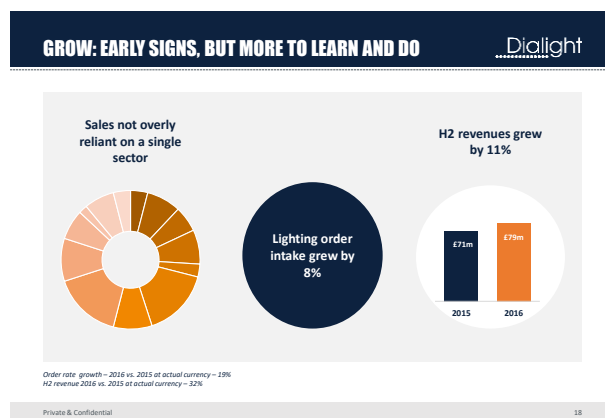 GROW: EARLY SIGNS, BUT MORE TO LEARN AND DO
Dialight
Sales not overly
reliant on a single
sector
Lighting order
intake grew by
8%
H2 revenues grew
by 11%
£71m
£79m
2015
2016
Order rate growth – 2016 vs. 2015 at actual currency – 19%
H2 revenue 2016 vs. 2015 at actual currency – 32%
Private & Confidential
18